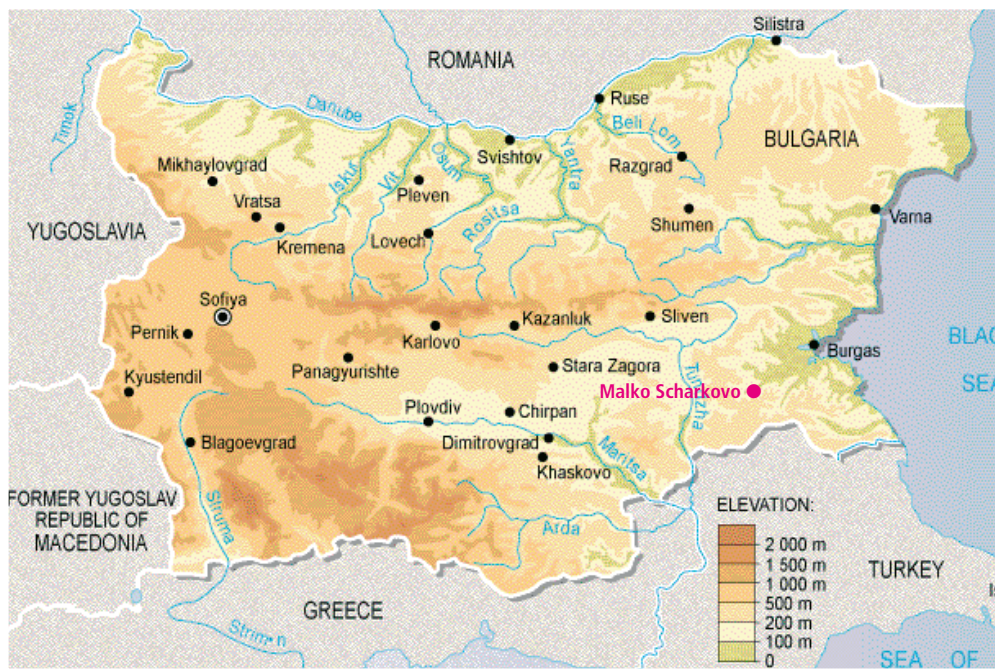 Silistra
ROMANIA
Ruse
Timok
Danube
Beli Lom
BULGARIA
Svishtov
Iskur
Vit
Osum
Yantra
Razgrad
Mikhaylovgrad
Pleven
Vratsa
Rositsa
Shumen
Varna
YUGOSLAVIA
Kremena
Lovech
Sofiya
Kazanluk
Sliven
Pernik
Karlovo
Burgas
BLAC
Panagyurishte
Stara Zagora
Kyustendil
Malko Scharkovo
SEA
Plovdiv
Chirpan
Blagoevgrad
Dimitrovgrad
Maritsa
Khaskovo
FORMER YUGOSLAV
REPUBLIC OF
MACEDONIA
Struma
Arda
ELEVATION:
2 000 m
1 500 m
1 000 m
500 m
200 m
100 m
0
TURKEY
GREECE
SEA OF